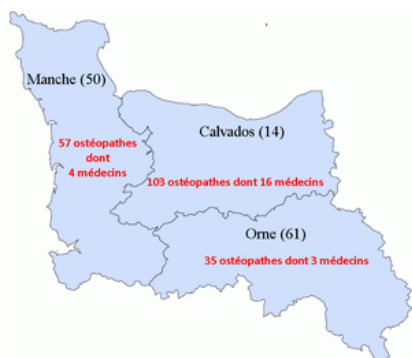 Manche (50)
57 ostéopathes
dont
4 médecins
Calvados (14)
103 ostéopathes dont 16 médecins
Orne (61)
35 ostéopathes dont 3 médecins